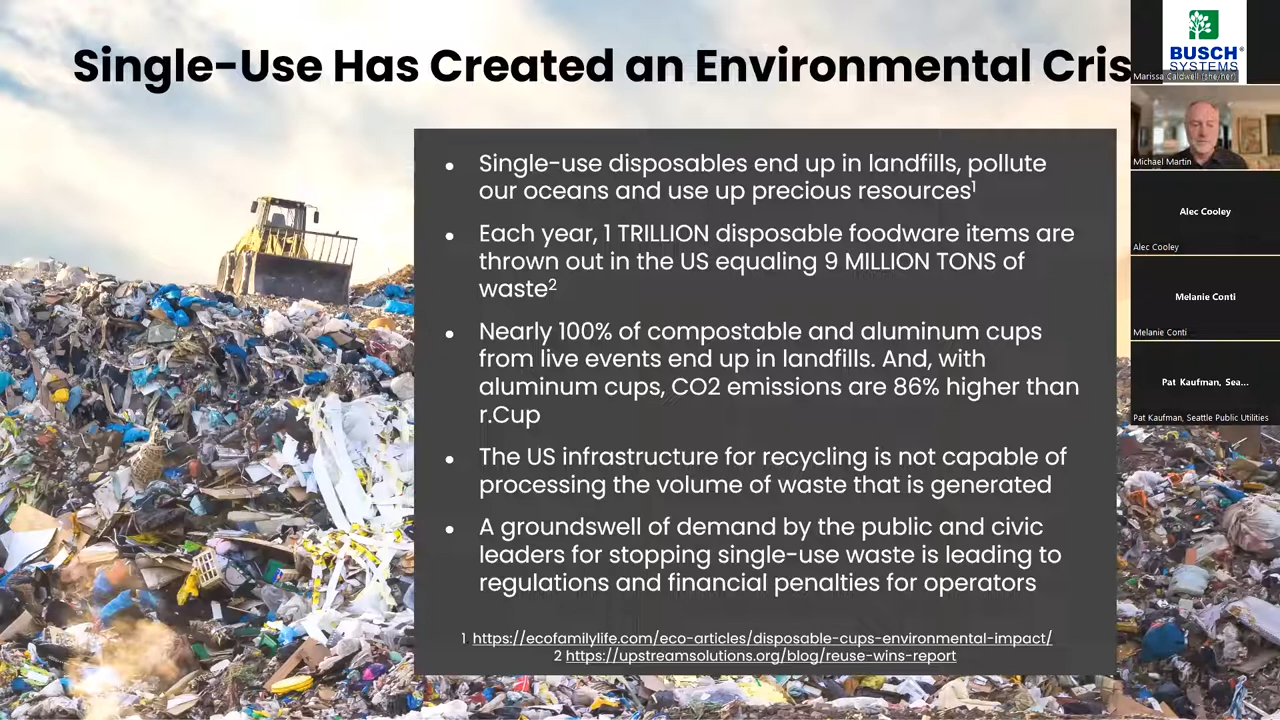 Single-Use Has Created an Environmental Cris
Single-use disposables end up in landfills, pollute
our oceans and use up precious resources¹
Each year, 1 TRILLION disposable foodware items are
thrown out in the US equaling 9 MILLION TONS of
waste²
Nearly 100% of compostable and aluminum cups
from live events end up in landfills. And, with
aluminum cups, CO2 emissions are 86% higher than
r.Cup
The US infrastructure for recycling is not capable of
processing the volume of waste that is generated
A groundswell of demand by the public and civic
leaders for stopping single-use waste is leading to
regulations and financial penalties for operators
1 https://ecofamilylife.com/eco-articles/disposable-cups-environmental-impact/
2 https://upstreamsolutions.org/blog/reuse-wins-report
BUSCH®
SYSTEMS
Marissa Caldwell (she/her)
Michael Martin
Alec Cooley
Alec Cooley
Melanie Conti
Melanie Conti
Pat Kaufman, Sea...
Pat Kaufman, Seattle Public Utilities